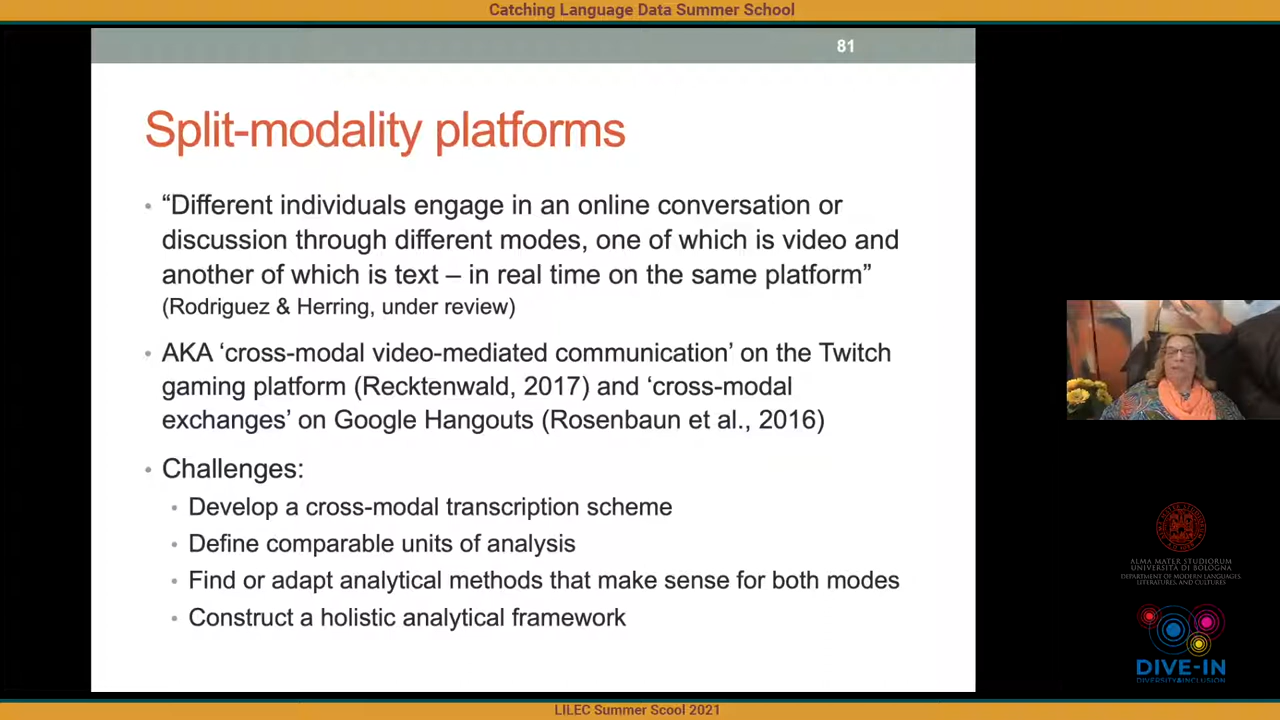 Catching Language Data Summer School
81
Split-modality platforms
• “Different individuals engage in an online conversation or
discussion through different modes, one of which is video and
another of which is text – in real time on the same platform”
(Rodriguez & Herring, under review)
• AKA ‘cross-modal video-mediated communication’ on the Twitch
gaming platform (Recktenwald, 2017) and ‘cross-modal
exchanges’ on Google Hangouts (Rosenbaun et al., 2016)
• Challenges:
• Develop a cross-modal transcription scheme
• Define comparable units of analysis
• Find or adapt analytical methods that make sense for both modes
• Construct a holistic analytical framework
ALMA MATER STUDIORUM
UNIVERSITÀ DI BOLOGNA
DEPARTMENT OF MODERN LANGUAGES,
LITERATURES, AND CULTURES
DIVE-IN
DIVERSITY&INCLUSION
LILEC Summer Scool 2021